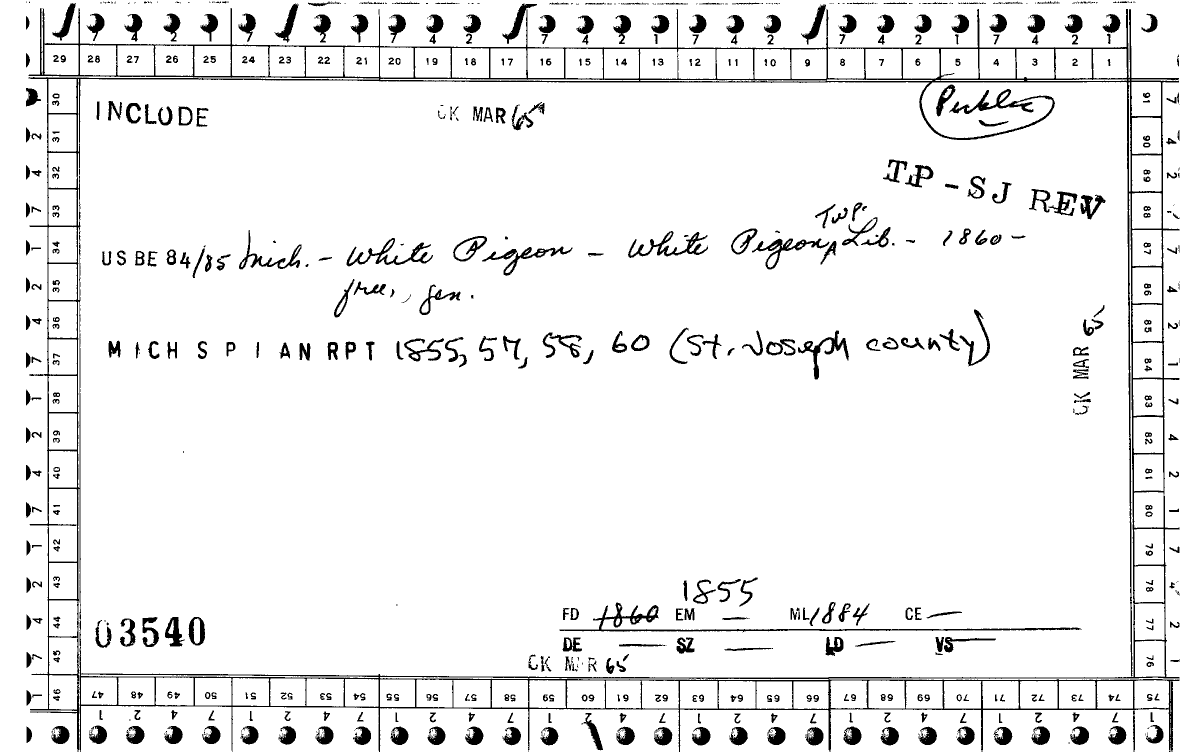 7 4 2 1 7 4 2 1 7 4 2 1 7 4 2 1 7 4 2 1 7 4 2 1 7 4 2 1
29 28 27 26 25 24 23 22 21 20 19 18 17 16 15 14 13 12 11 10 9 8 7 6 5 4 3 2 1
INCLUDE
CK MAR 65
TP-SJ REV
US BE 84/85 Mich. - White Pigeon - White Pigeon Twp. Lib. - 1860 -
free, gen.
MICH S P I AN RPT 1855, 57, 58, 60 (St. Joseph county)
CK MAR 65
1855
FD 1860 EM — ML 1884 CE —
DE — SZ — LD — VS —
03540
CK MAR 65
30 31 32 33 34 35 36 37 38 39 40 41 42 43 44 45 46
91 90 89 88 87 86 85 84 83 82 81 80 79 78 77 76
47 48 49 50 51 52 53 54 55 56 57 58 59 60 61 62 63 64 65 66 67 68 69 70 71 72 73 74 75
1 2 4 7 1 2 4 7 1 2 4 7 1 2 4 7 1 2 4 7 1 2 4 7 1 2 4 7 1